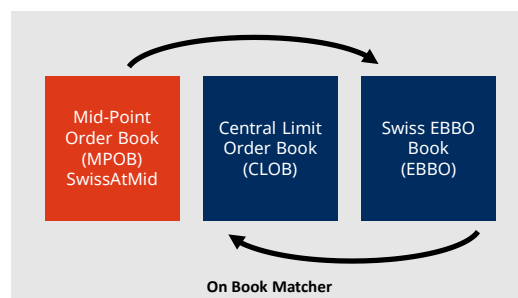 Mid-Point
Order Book
(MPOB)
SwissAtMid
Central Limit
Order Book
(CLOB)
Swiss EBBO
Book
(EBBO)
On Book Matcher